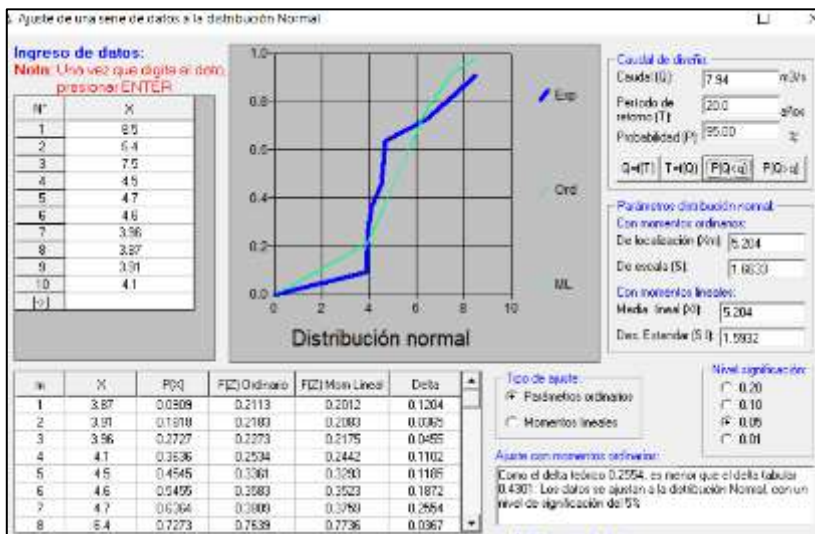 Ajuste de una serie de datos a la distribución Normal
Ingreso de datos:
Nota: Una vez que digite el dato, presionar ENTER
N° X
1 8.5
2 6.4
3 7.5
4 4.5
5 4.7
6 4.6
7 3.96
8 3.87
9 3.91
10 4.1
1.0
0.8
0.6
0.4
0.2
0.0
0 2 4 6 8 10
Exp
Ord
ML
Distribución normal
Caudal de diseño:
Caudal (Q): 7.94 m3/s
Período de retorno (T): 20.0 años
Probabilidad (P): 95.00 %
Q=f(T) T=f(Q) P(Q<q) P(Q>q)
Parámetros distribución normal:
Con momentos ordinarios:
De localización (Xm): 5.204
De escala (S): 1.6633
Con momentos lineales:
Media lineal (Xl): 5.204
Des. Estandar (S l): 1.5932
m X P(X) F(Z) Ordinario F(Z) Mom Lineal Delta
1 3.87 0.0909 0.2113 0.2012 0.1204
2 3.91 0.1818 0.2183 0.2083 0.0365
3 3.96 0.2727 0.2273 0.2175 0.0455
4 4.1 0.3636 0.2534 0.2442 0.1102
5 4.5 0.4545 0.3361 0.3293 0.1185
6 4.6 0.5455 0.3583 0.3523 0.1872
7 4.7 0.6364 0.3809 0.3759 0.2554
8 6.4 0.7273 0.7639 0.7736 0.0367
Tipo de ajuste:
Parámetros ordinarios
Momentos lineales
Nivel significación:
0.20
0.10
0.05
0.01
Ajuste con momentos ordinarios:
Como el delta teórico 0.2554, es menor que el delta tabular
0.4301. Los datos se ajustan a la distribución Normal, con un
nivel de significación del 5%